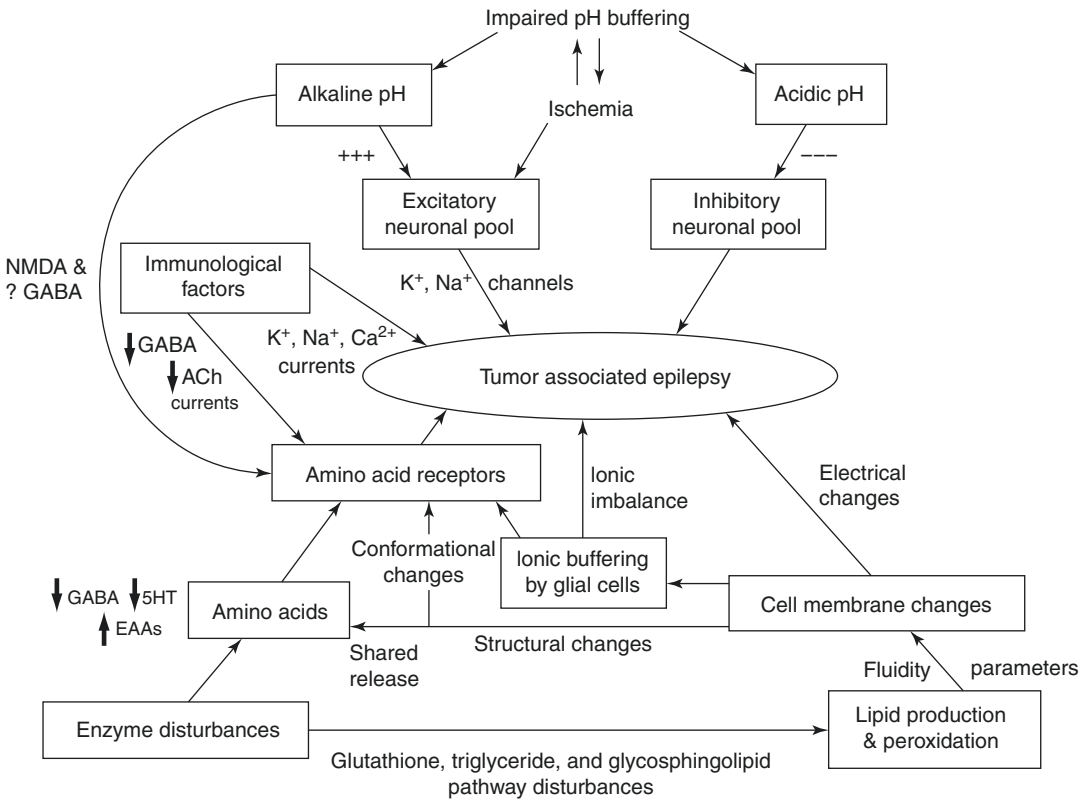 Impaired pH buffering
Alkaline pH
Ischemia
Acidic pH
+++
−−−
Excitatory
neuronal pool
Inhibitory
neuronal pool
NMDA &
? GABA
Immunological
factors
K⁺, Na⁺ channels
GABA
ACh
currents
K⁺, Na⁺, Ca²⁺
currents
Tumor associated epilepsy
Amino acid receptors
Ionic
imbalance
Electrical
changes
Conformational
changes
Ionic buffering
by glial cells
GABA 5HT
EAAs
Amino acids
Cell membrane changes
Shared
release
Structural changes
Fluidity parameters
Enzyme disturbances
Lipid production
& peroxidation
Glutathione, triglyceride, and glycosphingolipid
pathway disturbances